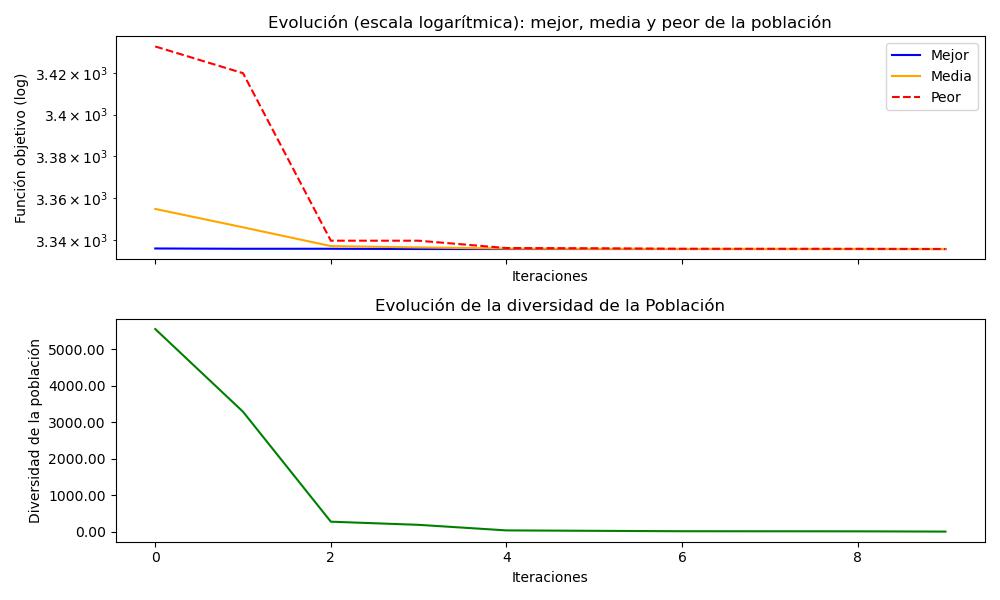 Evolución (escala logarítmica): mejor, media y peor de la población
Función objetivo (log)
3.42 × 10³
3.4 × 10³
3.38 × 10³
3.36 × 10³
3.34 × 10³
Mejor
Media
Peor
Iteraciones
Evolución de la diversidad de la Población
Diversidad de la población
5000.00
4000.00
3000.00
2000.00
1000.00
0.00
0 2 4 6 8
Iteraciones